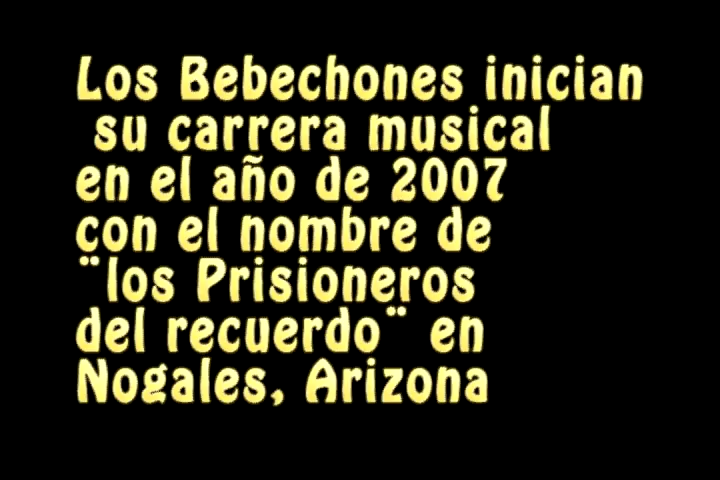 Los Bebechones inician
su carrera musical
en el año de 2007
con el nombre de
¨los Prisioneros
del recuerdo¨ en
Nogales, Arizona